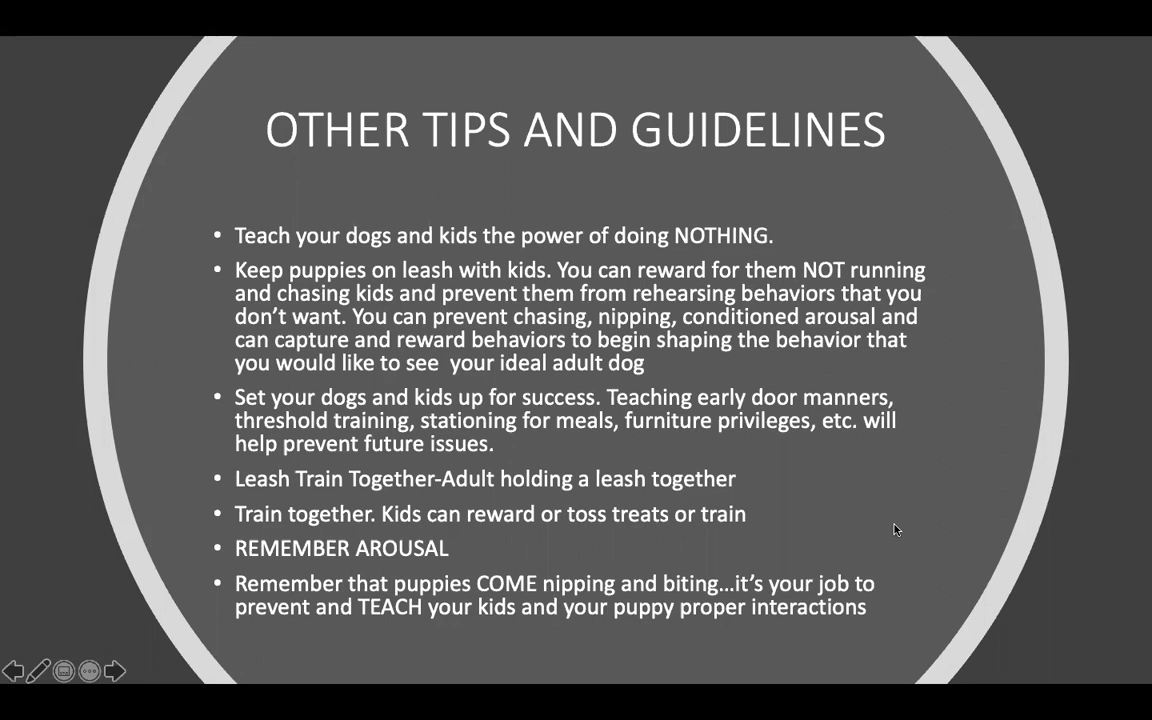 OTHER TIPS AND GUIDELINES
• Teach your dogs and kids the power of doing NOTHING.
• Keep puppies on leash with kids. You can reward for them NOT running
and chasing kids and prevent them from rehearsing behaviors that you
don't want. You can prevent chasing, nipping, conditioned arousal and
can capture and reward behaviors to begin shaping the behavior that
you would like to see  your ideal adult dog
• Set your dogs and kids up for success. Teaching early door manners,
threshold training, stationing for meals, furniture privileges, etc. will
help prevent future issues.
• Leash Train Together-Adult holding a leash together
• Train together. Kids can reward or toss treats or train
• REMEMBER AROUSAL
• Remember that puppies COME nipping and biting…it's your job to
prevent and TEACH your kids and your puppy proper interactions